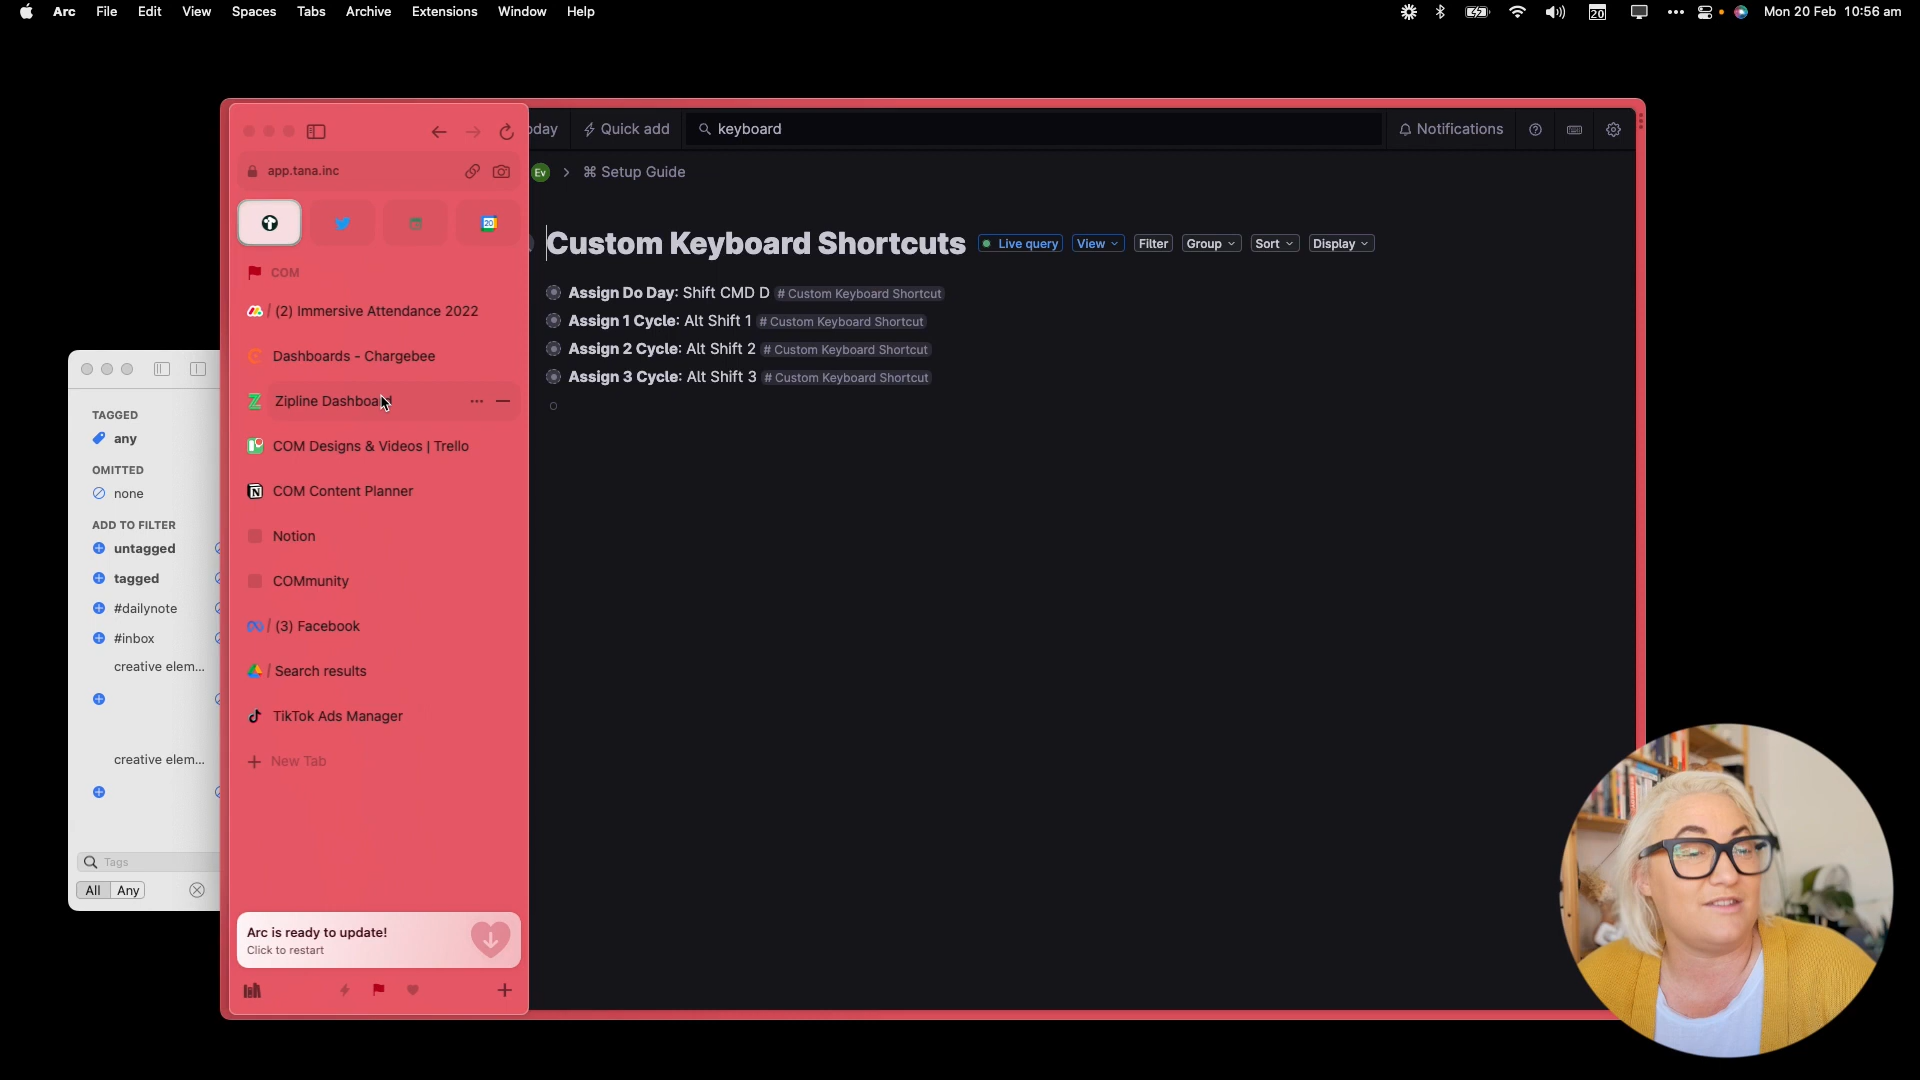 Arc File Edit View Spaces Tabs Archive Extensions Window Help
20 Mon 20 Feb 10:56 am
Quick add
keyboard
Notifications
app.tana.inc
Ev > ⌘ Setup Guide
20
Custom Keyboard Shortcuts Live query View Filter Group Sort Display
COM
Assign Do Day: Shift CMD D # Custom Keyboard Shortcut
/ (2) Immersive Attendance 2022
Assign 1 Cycle: Alt Shift 1 # Custom Keyboard Shortcut
Assign 2 Cycle: Alt Shift 2 # Custom Keyboard Shortcut
Dashboards - Chargebee
Assign 3 Cycle: Alt Shift 3 # Custom Keyboard Shortcut
Zipline Dashboard
COM Designs & Videos | Trello
COM Content Planner
Notion
COMmunity
/ (3) Facebook
/ Search results
TikTok Ads Manager
+ New Tab
Arc is ready to update!
Click to restart
TAGGED
any
OMITTED
none
ADD TO FILTER
untagged
tagged
#dailynote
#inbox
creative elem...
creative elem...
Tags
All Any